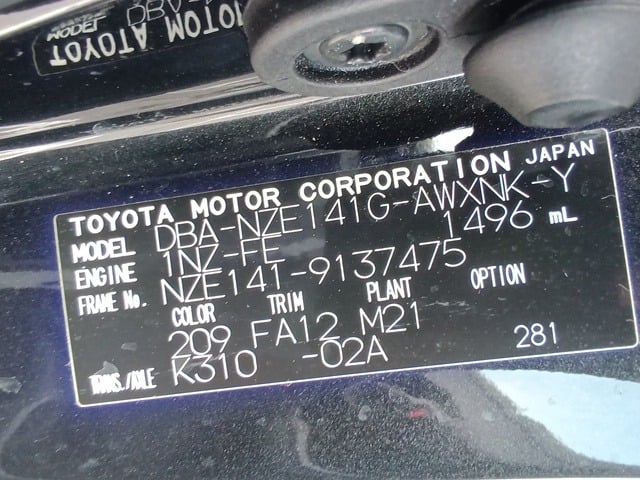 TOYOTA MOTOR CORPORATION JAPAN
MODEL DBA-NZE141G-AWXNK-Y
ENGINE 1NZ-FE 1496 mL
FRAME No. NZE141-9137475
COLOR TRIM PLANT OPTION
209 FA12 M21
TRANS./AXLE K310 -02A 281